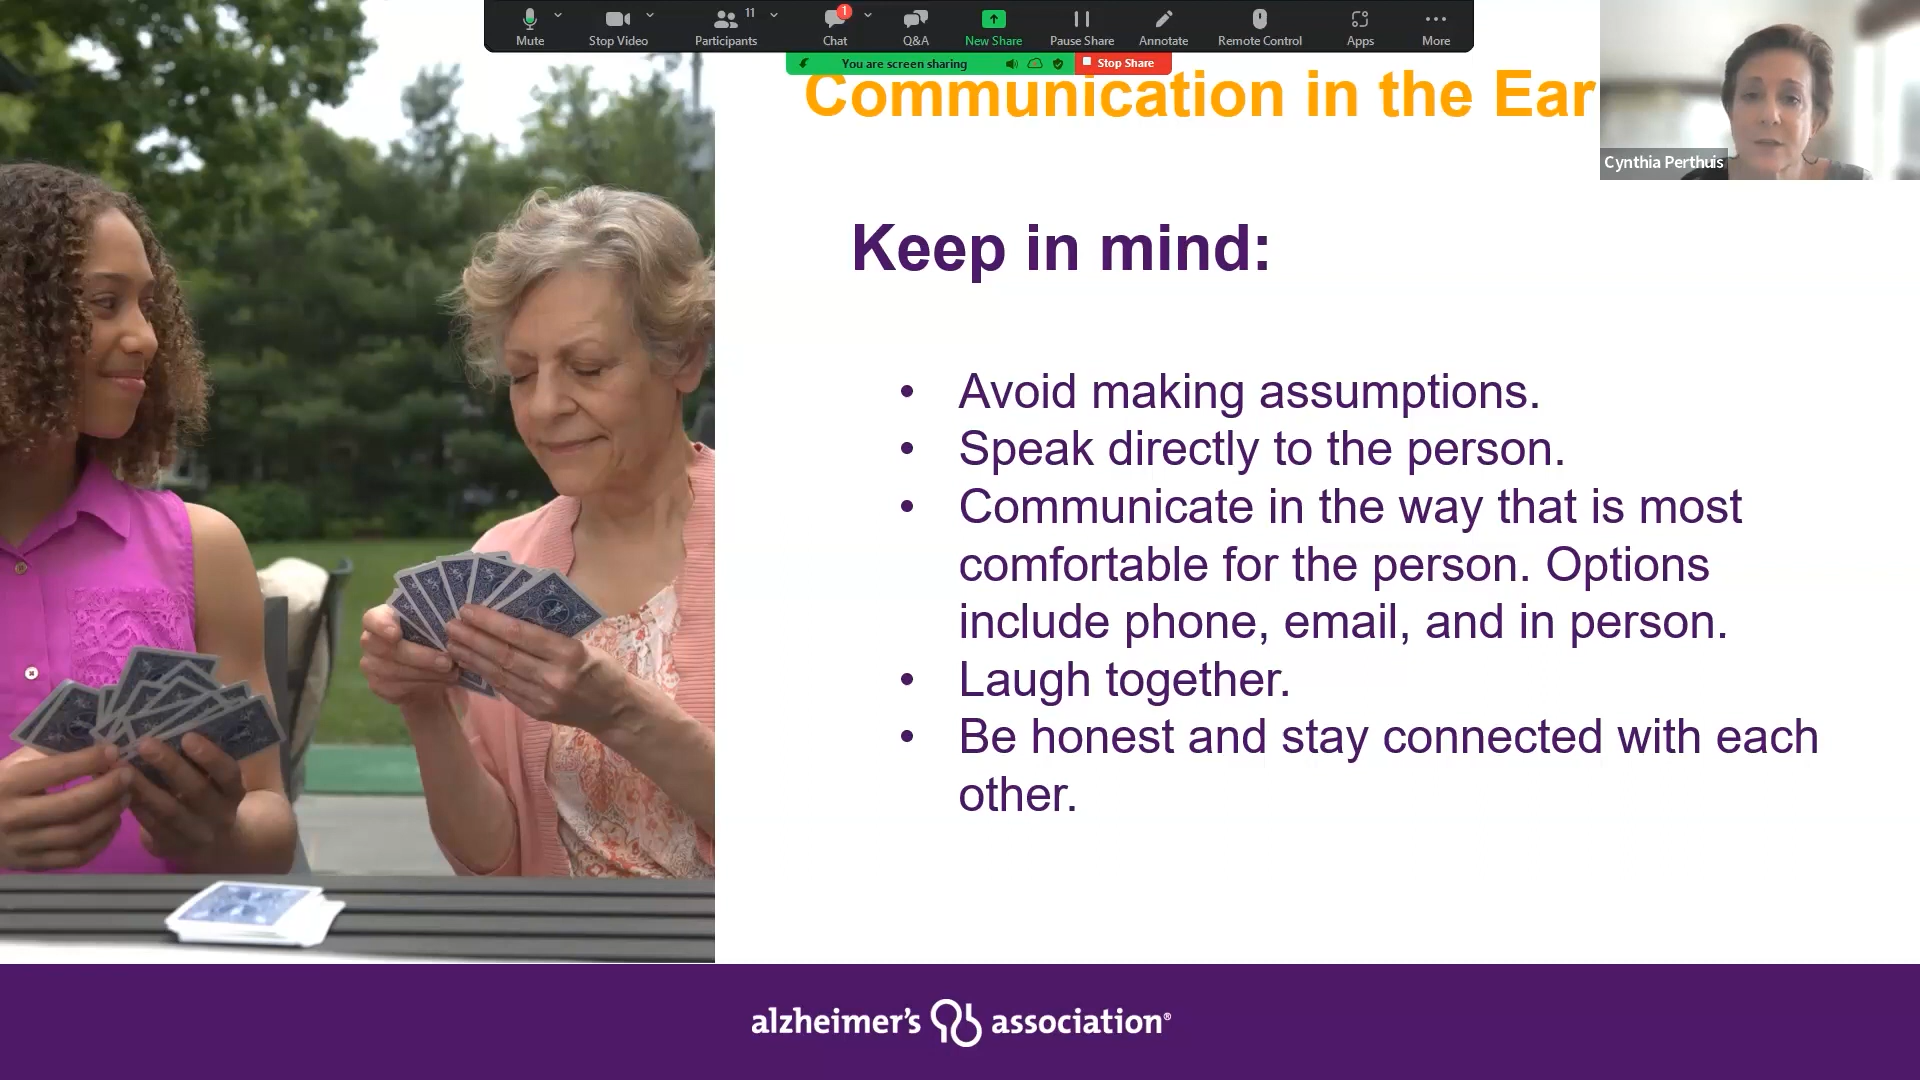 Mute
Stop Video
11
Participants
1
Chat
Q&A
New Share
Pause Share
Annotate
Remote Control
Apps
More
You are screen sharing
Stop Share
Communication in the Ear
Cynthia Perthuis
Keep in mind:
• Avoid making assumptions.
• Speak directly to the person.
• Communicate in the way that is most
comfortable for the person. Options
include phone, email, and in person.
• Laugh together.
• Be honest and stay connected with each
other.
alzheimer's association®